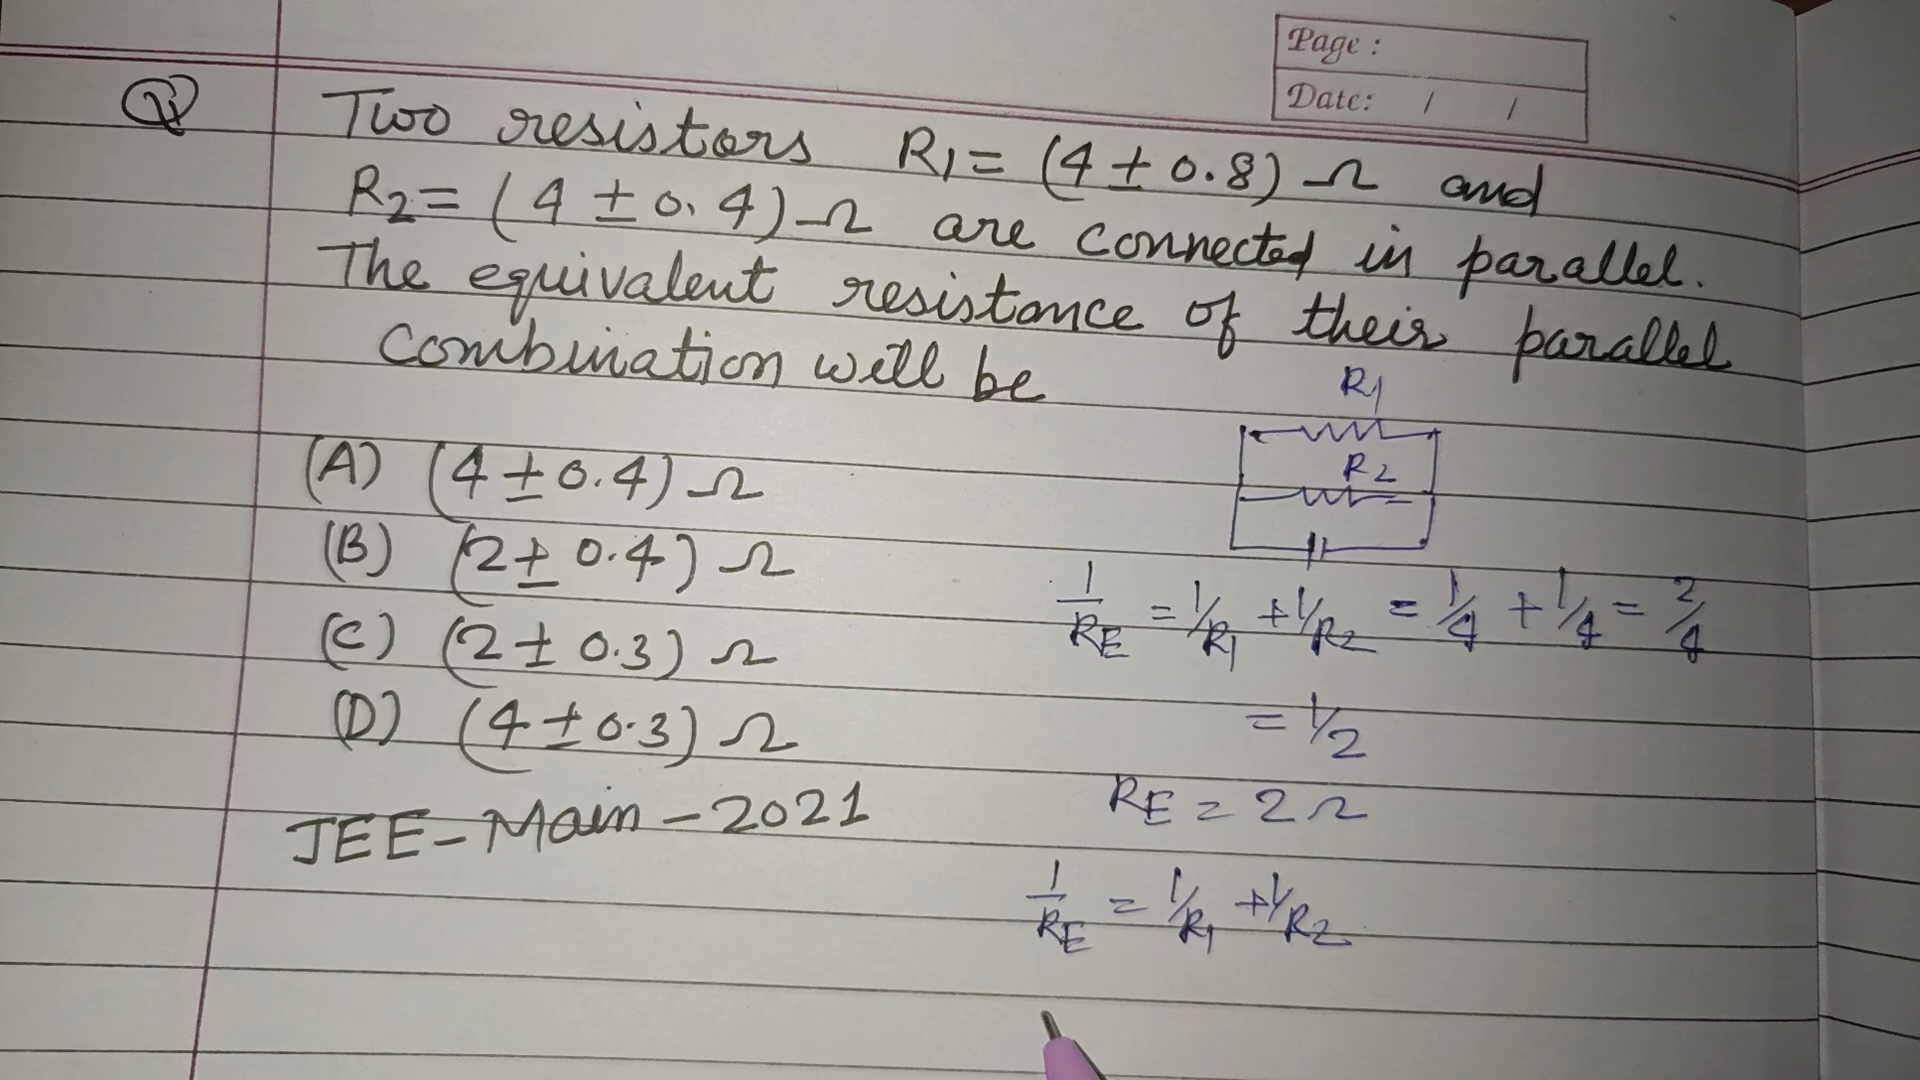 Page :
Date: / /
Q Two resistors R1 = (4 ± 0.8) Ω and
R2 = (4 ± 0.4) Ω are connected in parallel.
The equivalent resistance of their parallel
combination will be
R1
R2
(A) (4 ± 0.4) Ω
(B) (2 ± 0.4) Ω
(C) (2 ± 0.3) Ω
(D) (4 ± 0.3) Ω
JEE-Main-2021
1/RE = 1/R1 + 1/R2 = 1/4 + 1/4 = 2/4
= 1/2
RE = 2 Ω
1/RE = 1/R1 + 1/R2